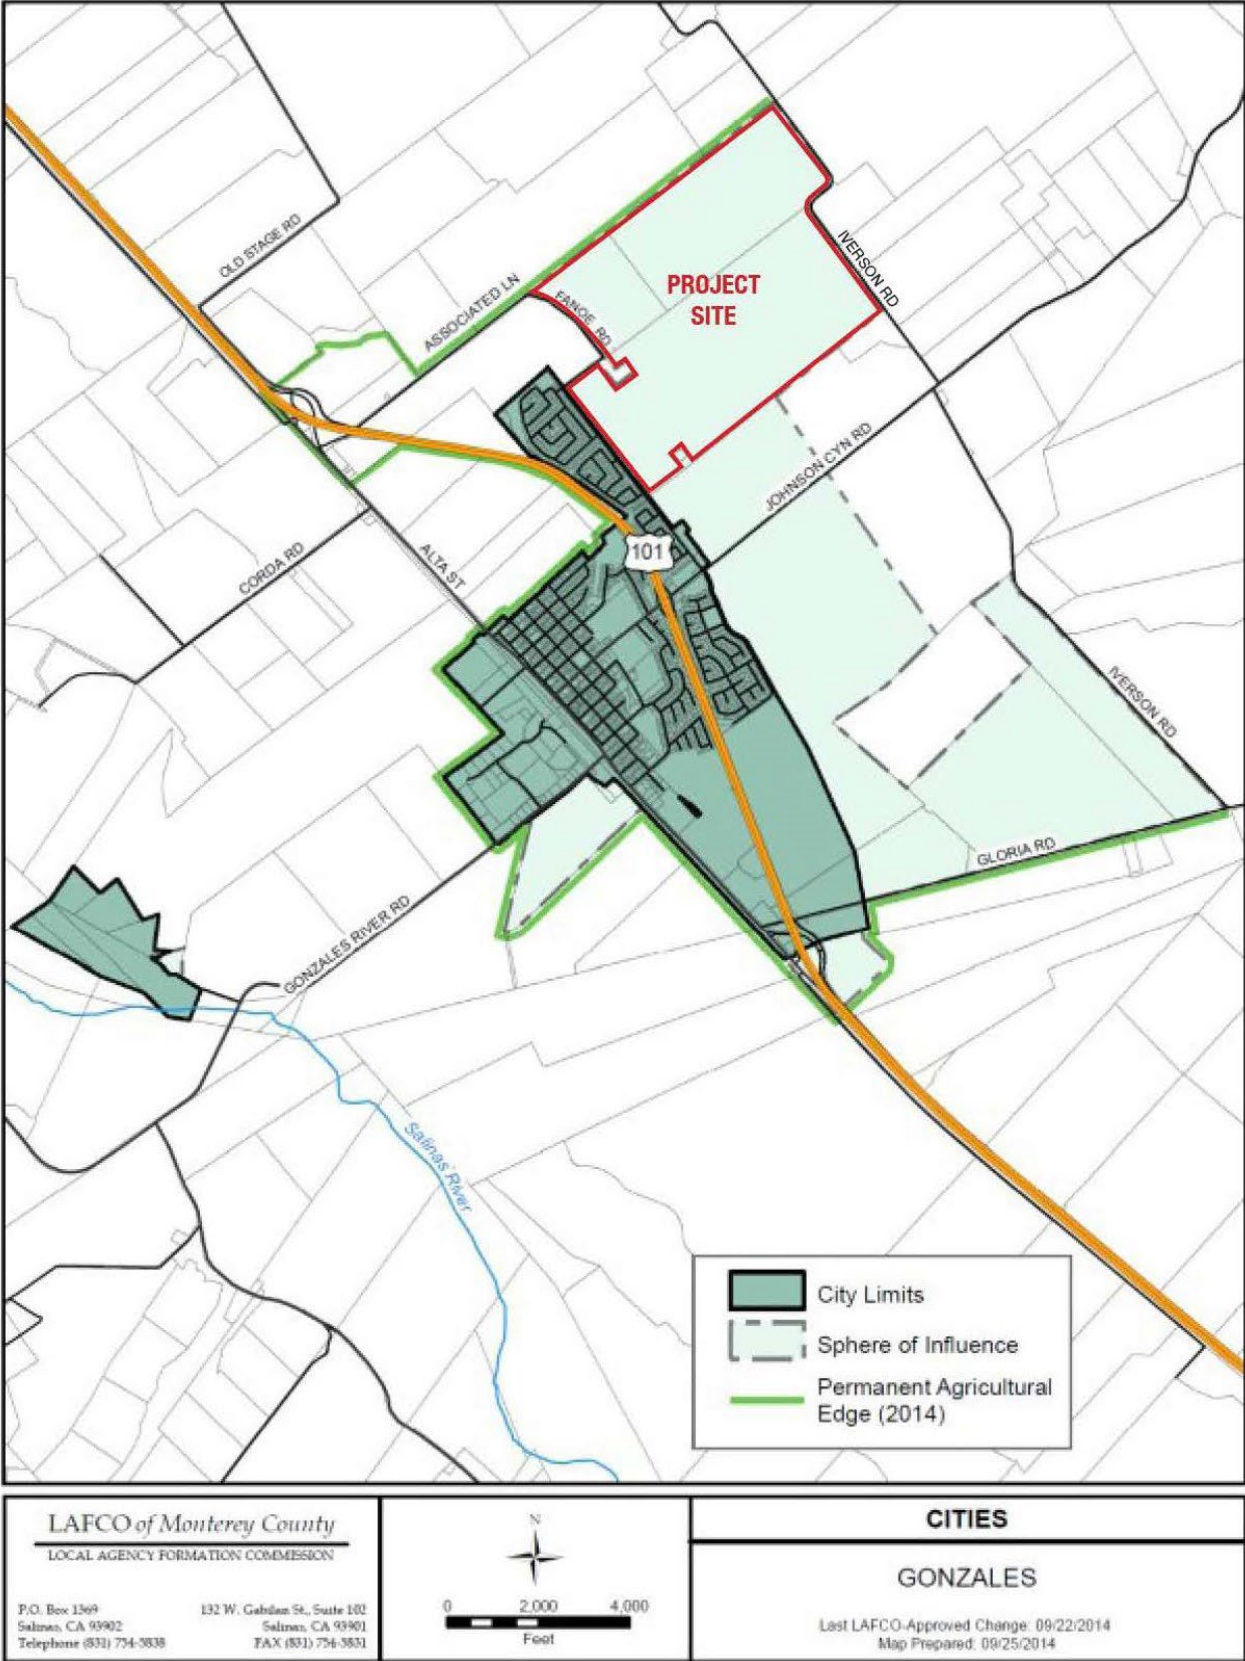 OLD STAGE RD
ASSOCIATED LN
FANOE RD
PROJECT
SITE
IVERSON RD
JOHNSON CYN RD
CORDA RD
ALTA ST
101
IVERSON RD
GLORIA RD
GONZALES RIVER RD
Salinas River
City Limits
Sphere of Influence
Permanent Agricultural
Edge (2014)
LAFCO of Monterey County
LOCAL AGENCY FORMATION COMMISSION
P.O. Box 1369
Salinas, CA 93902
Telephone (831) 754-5838
132 W. Gabilan St., Suite 102
Salinas, CA 93901
FAX (831) 754-5831
N
0 2,000 4,000
Feet
CITIES
GONZALES
Last LAFCO-Approved Change: 09/22/2014
Map Prepared: 09/25/2014